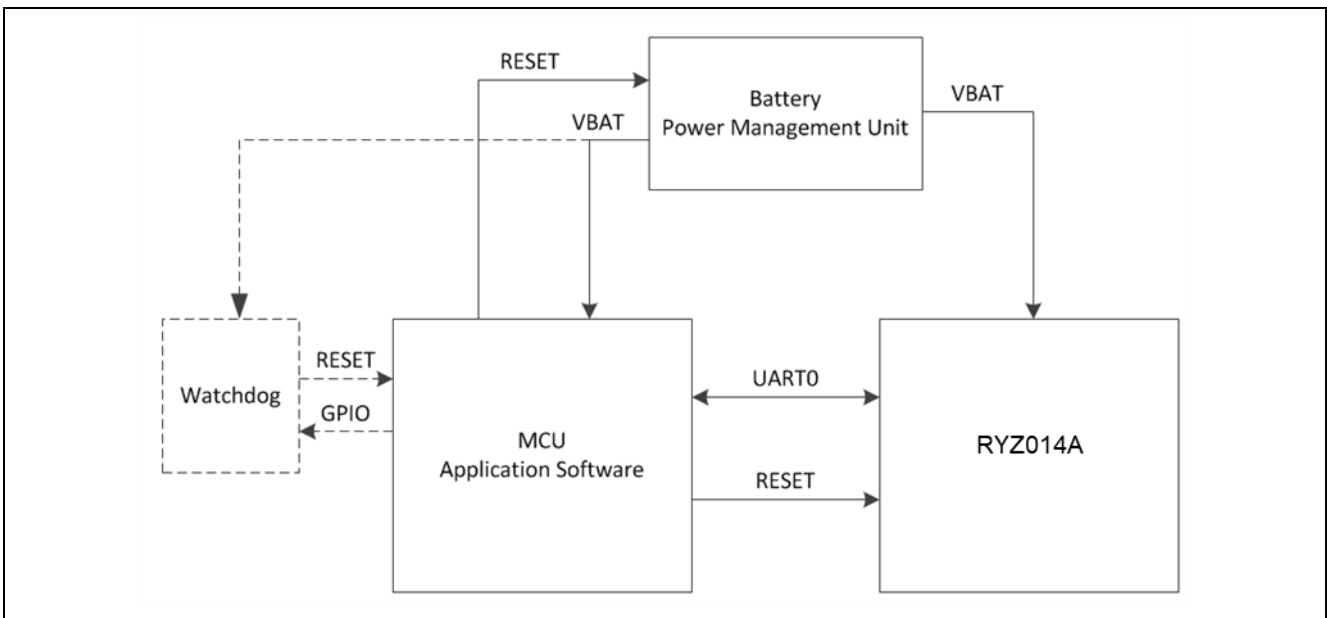 RESET
Battery
Power Management Unit
VBAT
VBAT
Watchdog
RESET
GPIO
MCU
Application Software
UART0
RESET
RYZ014A